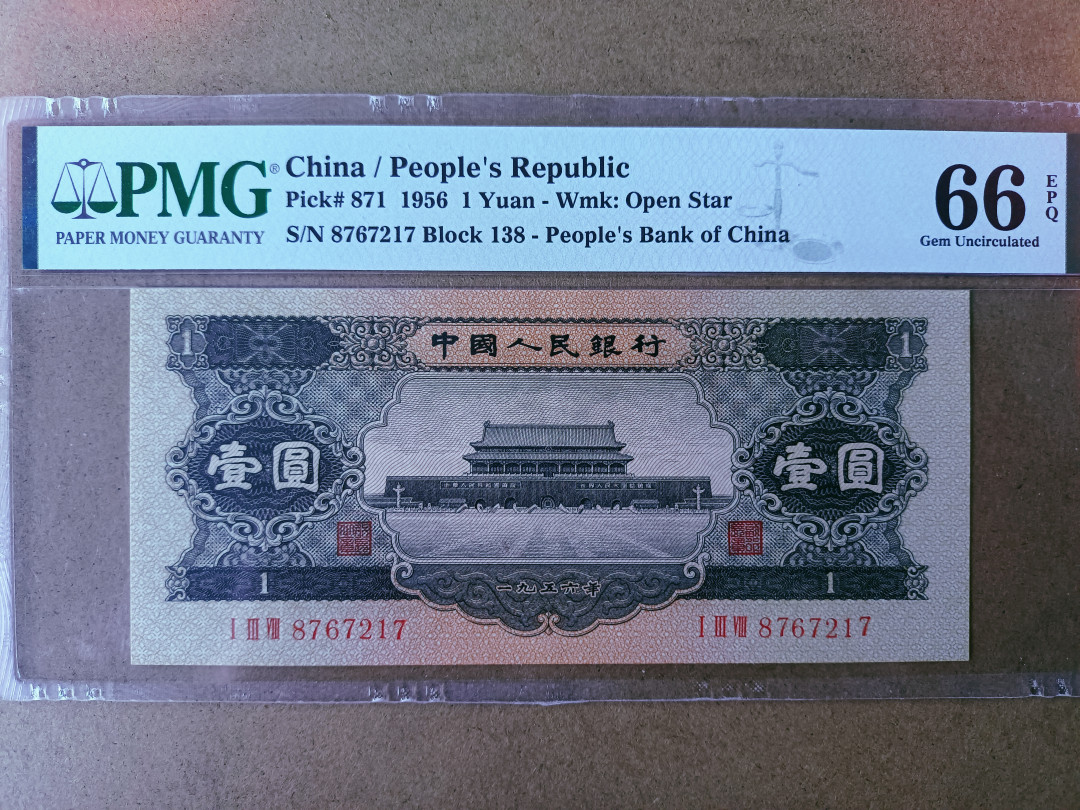 PMG®
PAPER MONEY GUARANTY
China / People's Republic
Pick# 871 1956 1 Yuan - Wmk: Open Star
S/N 8767217 Block 138 - People's Bank of China
66 EPQ
Gem Uncirculated
1 中國人民銀行 1
壹圓 壹圓
1 一九五六年 1
I III VIII 8767217 I III VIII 8767217